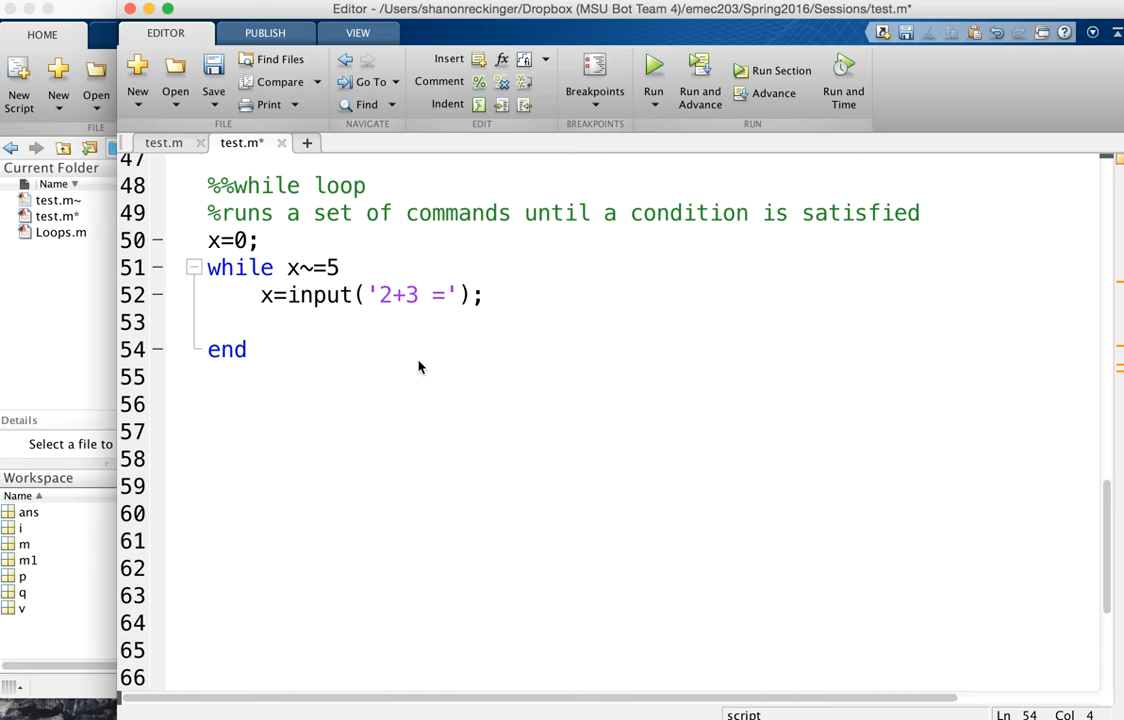 Editor - /Users/shanonreckinger/Dropbox (MSU Bot Team 4)/emec203/Spring2016/Sessions/test.m*
HOME
EDITOR PUBLISH VIEW
New Script
New
Open
FILE
New
Open
Save
Find Files
Compare
Print
FILE
Go To
Find
NAVIGATE
Insert fx
Comment % % %
Indent
EDIT
Breakpoints
BREAKPOINTS
Run
Run and Advance
Run Section
Advance
Run and Time
RUN
test.m test.m* +
Current Folder
Name
test.m~
test.m*
Loops.m
Details
Select a file to
Workspace
Name
ans
i
m
m1
p
q
v
47
48 %%while loop
49 %runs a set of commands until a condition is satisfied
50 x=0;
51 while x~=5
52 x=input('2+3 =');
53
54 end
55
56
57
58
59
60
61
62
63
64
65
66
script Ln 54 Col 4